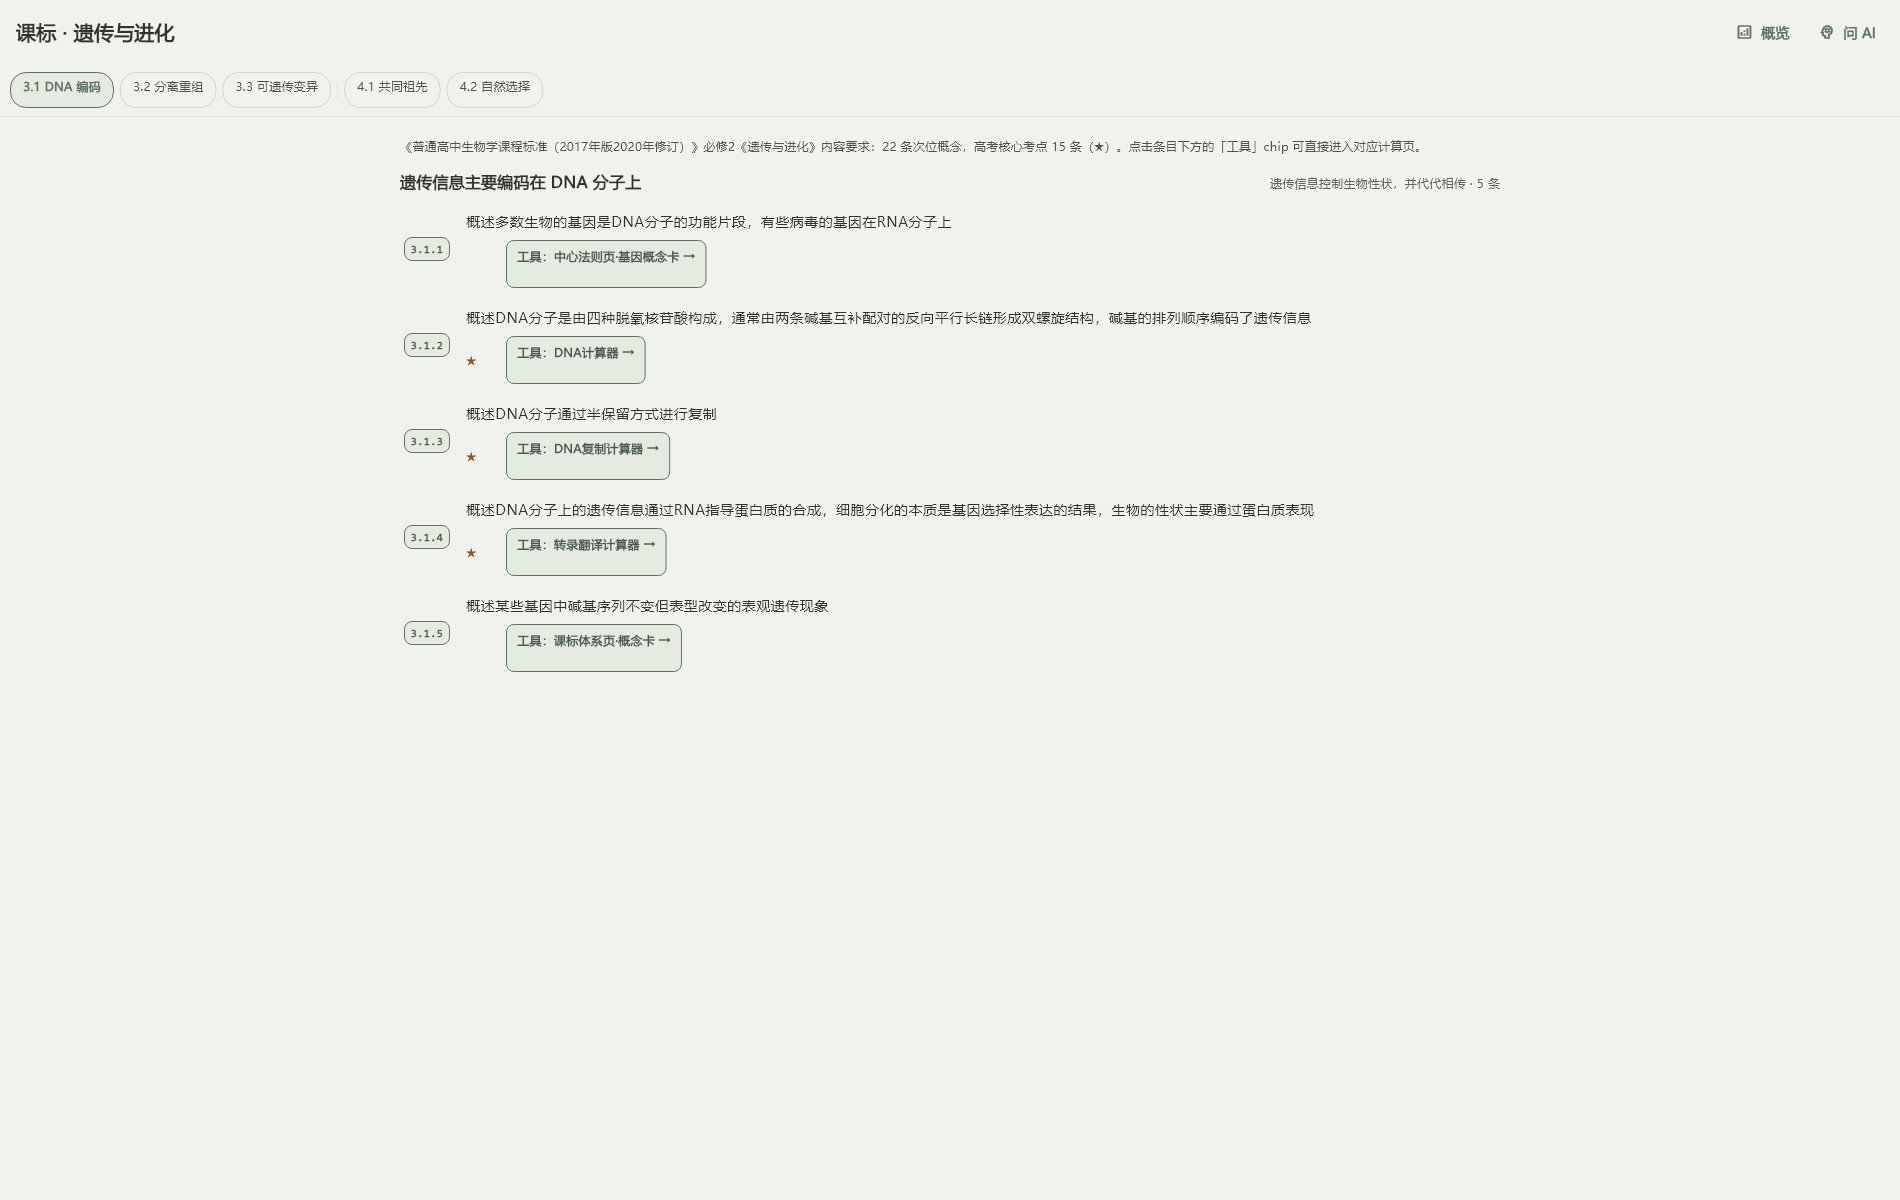 课标 · 遗传与进化
概览
问 AI
3.1 DNA 编码
3.2 分离重组
3.3 可遗传变异
4.1 共同祖先
4.2 自然选择
《普通高中生物学课程标准（2017年版2020年修订）》必修2《遗传与进化》内容要求：22 条次位概念，高考核心考点 15 条（★）。点击条目下方的「工具」chip 可直接进入对应计算页。
遗传信息主要编码在 DNA 分子上
遗传信息控制生物性状，并代代相传 · 5 条
概述多数生物的基因是DNA分子的功能片段，有些病毒的基因在RNA分子上
3.1.1
工具：中心法则页·基因概念卡 →
概述DNA分子是由四种脱氧核苷酸构成，通常由两条碱基互补配对的反向平行长链形成双螺旋结构，碱基的排列顺序编码了遗传信息
3.1.2
★
工具：DNA计算器 →
概述DNA分子通过半保留方式进行复制
3.1.3
★
工具：DNA复制计算器 →
概述DNA分子上的遗传信息通过RNA指导蛋白质的合成，细胞分化的本质是基因选择性表达的结果，生物的性状主要通过蛋白质表现
3.1.4
★
工具：转录翻译计算器 →
概述某些基因中碱基序列不变但表型改变的表观遗传现象
3.1.5
工具：课标体系页·概念卡 →